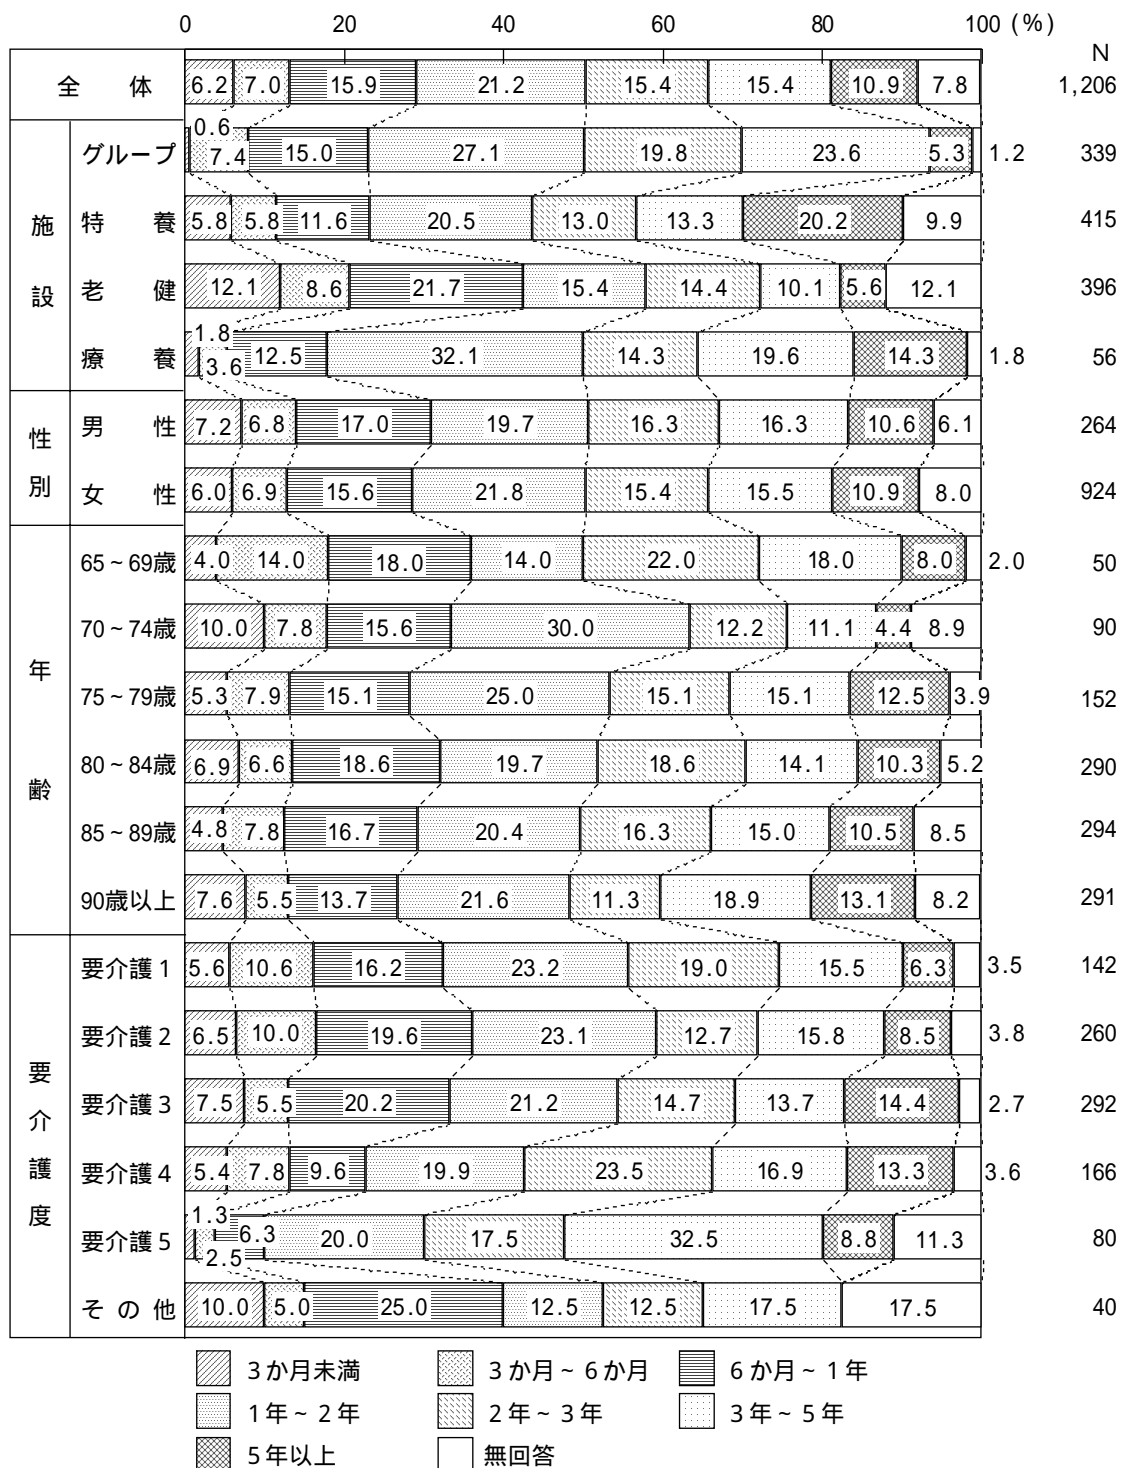 0 20 40 60 80 100 (%)
N
全体 6.2 7.0 15.9 21.2 15.4 15.4 10.9 7.8 1,206
施設
グループ 0.6 7.4 15.0 27.1 19.8 23.6 5.3 1.2 339
特養 5.8 5.8 11.6 20.5 13.0 13.3 20.2 9.9 415
老健 12.1 8.6 21.7 15.4 14.4 10.1 5.6 12.1 396
療養 1.8 3.6 12.5 32.1 14.3 19.6 14.3 1.8 56
性別
男性 7.2 6.8 17.0 19.7 16.3 16.3 10.6 6.1 264
女性 6.0 6.9 15.6 21.8 15.4 15.5 10.9 8.0 924
年齢
65~69歳 4.0 14.0 18.0 14.0 22.0 18.0 8.0 2.0 50
70~74歳 10.0 7.8 15.6 30.0 12.2 11.1 4.4 8.9 90
75~79歳 5.3 7.9 15.1 25.0 15.1 15.1 12.5 3.9 152
80~84歳 6.9 6.6 18.6 19.7 18.6 14.1 10.3 5.2 290
85~89歳 4.8 7.8 16.7 20.4 16.3 15.0 10.5 8.5 294
90歳以上 7.6 5.5 13.7 21.6 11.3 18.9 13.1 8.2 291
要介護度
要介護1 5.6 10.6 16.2 23.2 19.0 15.5 6.3 3.5 142
要介護2 6.5 10.0 19.6 23.1 12.7 15.8 8.5 3.8 260
要介護3 7.5 5.5 20.2 21.2 14.7 13.7 14.4 2.7 292
要介護4 5.4 7.8 9.6 19.9 23.5 16.9 13.3 3.6 166
要介護5 1.3 2.5 6.3 20.0 17.5 32.5 8.8 11.3 80
その他 10.0 5.0 25.0 12.5 12.5 17.5 17.5 40
3か月未満 3か月~6か月 6か月~1年
1年~2年 2年~3年 3年~5年
5年以上 無回答